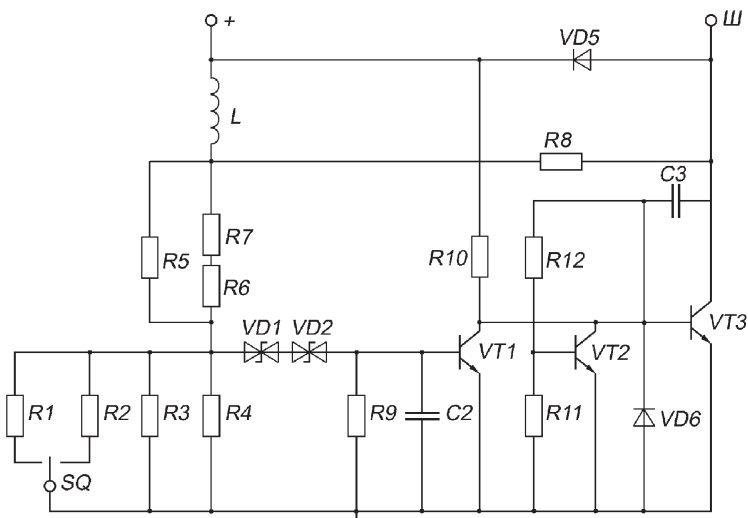 + Ш
VD5
L
R8
C3
R7
R5 R10 R12
R6
VD1 VD2 VT3
VT1 VT2
R1 R2 R3 R4 R9 C2 R11
VD6
SQ